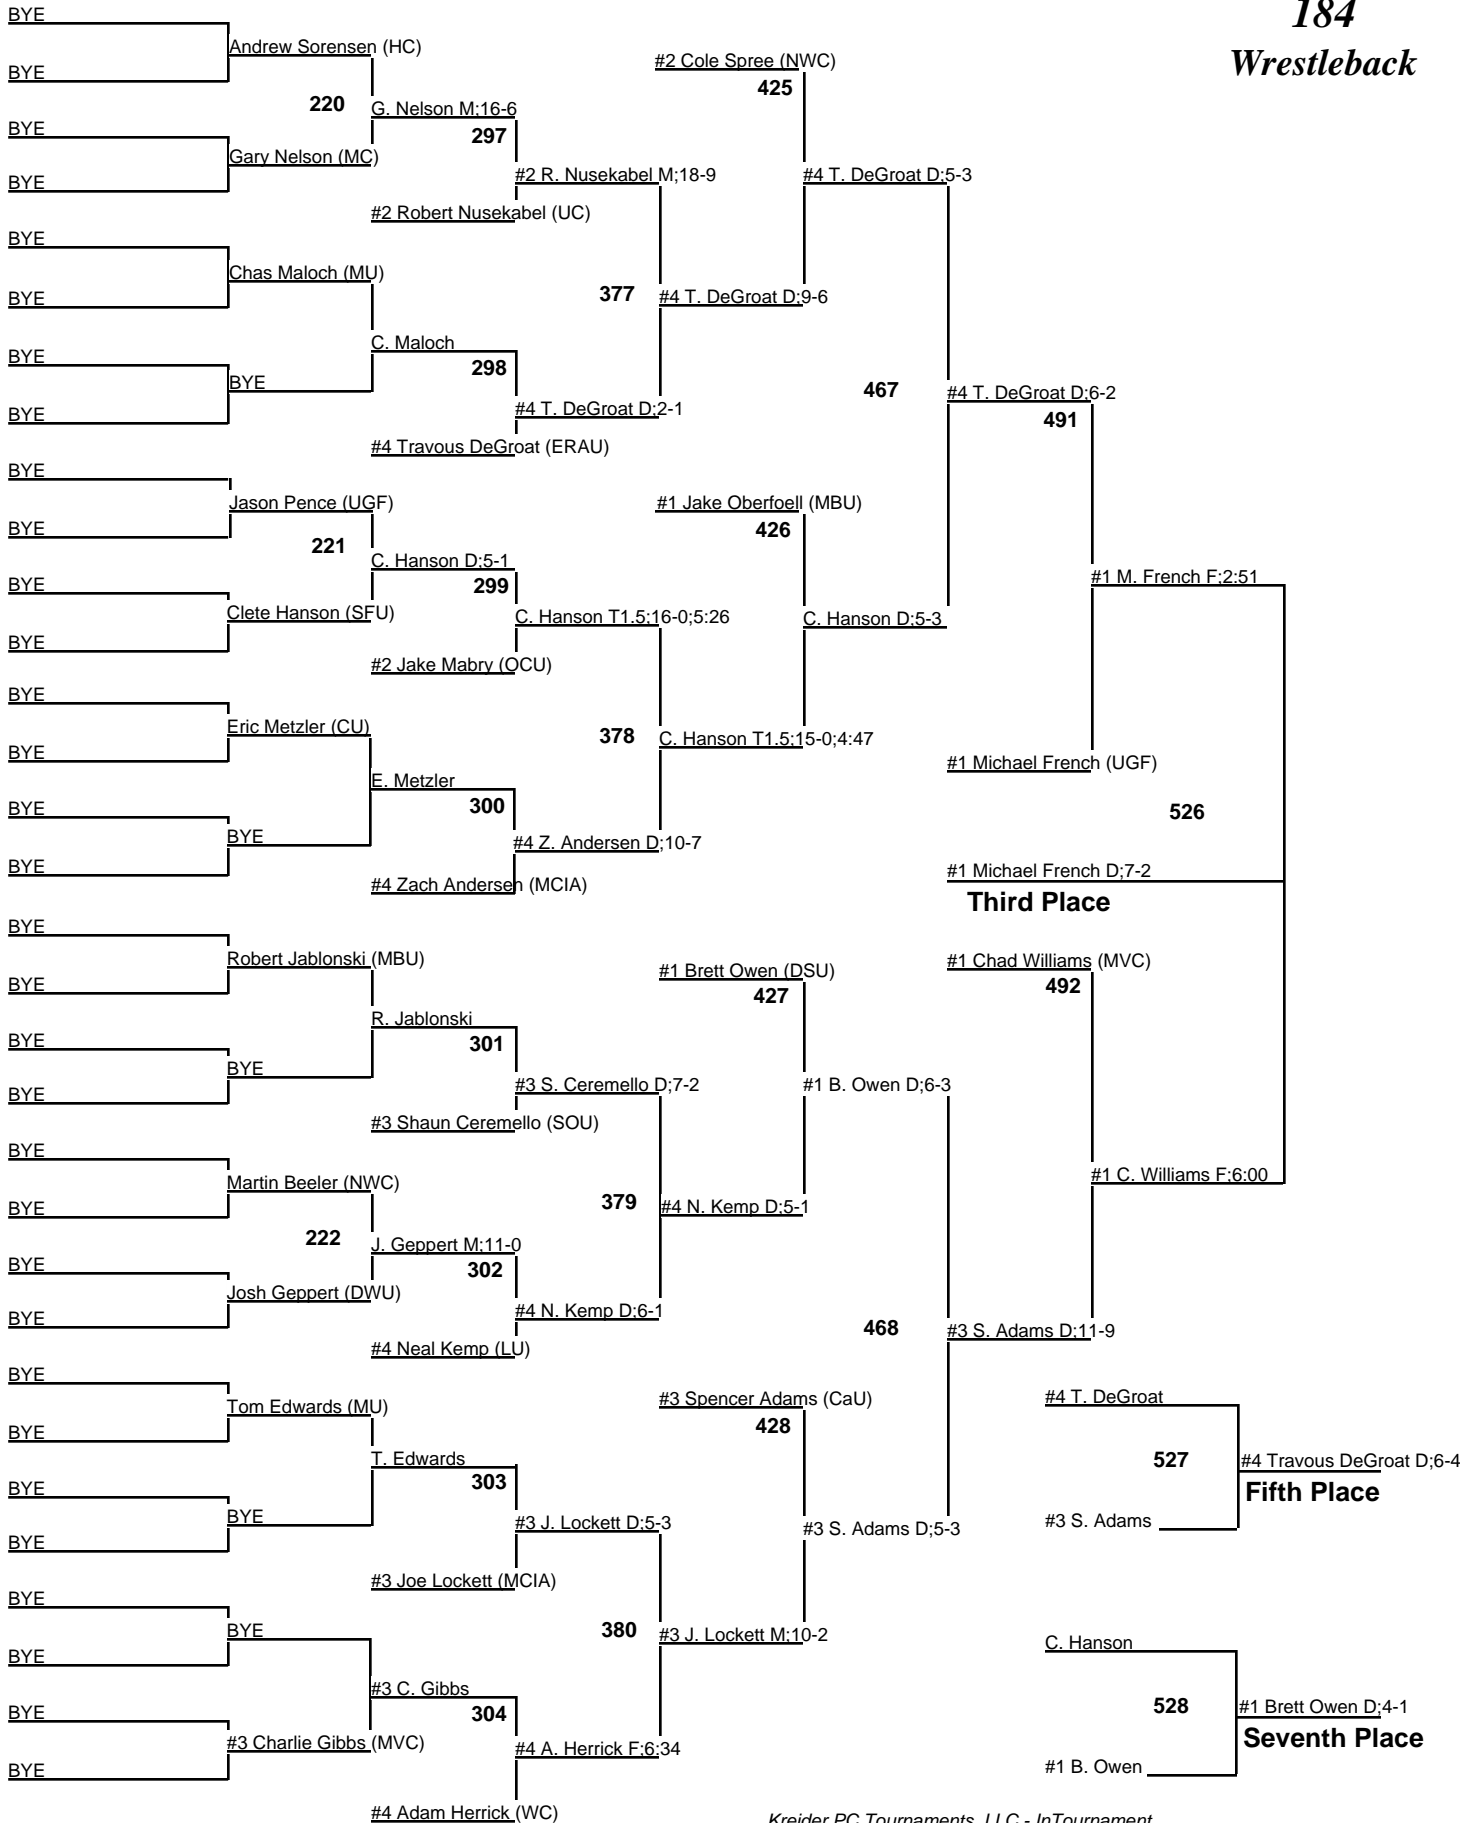 184
Wrestleback
BYE
Andrew Sorensen (HC)
#2 Cole Spree (NWC)
BYE
425
220
G. Nelson M;16-6
BYE
297
Gary Nelson (MC)
#2 R. Nusekabel M;18-9
#4 T. DeGroat D;5-3
BYE
#2 Robert Nusekabel (UC)
BYE
Chas Maloch (MU)
377
#4 T. DeGroat D;9-6
BYE
C. Maloch
BYE
298
BYE
467
#4 T. DeGroat D;6-2
#4 T. DeGroat D;2-1
491
BYE
#4 Travous DeGroat (ERAU)
BYE
Jason Pence (UGF)
#1 Jake Oberfoell (MBU)
BYE
426
221
C. Hanson D;5-1
#1 M. French F;2:51
BYE
299
Clete Hanson (SFU)
C. Hanson T1.5;16-0;5:26
C. Hanson D;5-3
BYE
#2 Jake Mabry (OCU)
BYE
Eric Metzler (CU)
378
C. Hanson T1.5;15-0;4:47
BYE
#1 Michael French (UGF)
E. Metzler
BYE
300
526
BYE
#4 Z. Andersen D;10-7
BYE
#1 Michael French D;7-2
#4 Zach Andersen (MCIA)
Third Place
BYE
Robert Jablonski (MBU)
#1 Brett Owen (DSU)
#1 Chad Williams (MVC)
BYE
427
492
R. Jablonski
BYE
301
BYE
#3 S. Ceremello D;7-2
#1 B. Owen D;6-3
BYE
#3 Shaun Ceremello (SOU)
BYE
Martin Beeler (NWC)
#1 C. Williams F;6:00
BYE
379
#4 N. Kemp D;5-1
222
J. Geppert M;11-0
BYE
302
Josh Geppert (DWU)
BYE
#4 N. Kemp D;6-1
468
#3 S. Adams D;11-9
#4 Neal Kemp (LU)
BYE
Tom Edwards (MU)
#3 Spencer Adams (CaU)
#4 T. DeGroat
BYE
428
T. Edwards
527
#4 Travous DeGroat D;6-4
BYE
303
Fifth Place
BYE
#3 J. Lockett D;5-3
#3 S. Adams D;5-3
#3 S. Adams
BYE
#3 Joe Lockett (MCIA)
BYE
BYE
380
#3 J. Lockett M;10-2
C. Hanson
BYE
#3 C. Gibbs
BYE
304
528
#1 Brett Owen D;4-1
#3 Charlie Gibbs (MVC)
#4 A. Herrick F;6:34
Seventh Place
BYE
#1 B. Owen
#4 Adam Herrick (WC)
Kreider PC Tournaments, LLC - InTournament